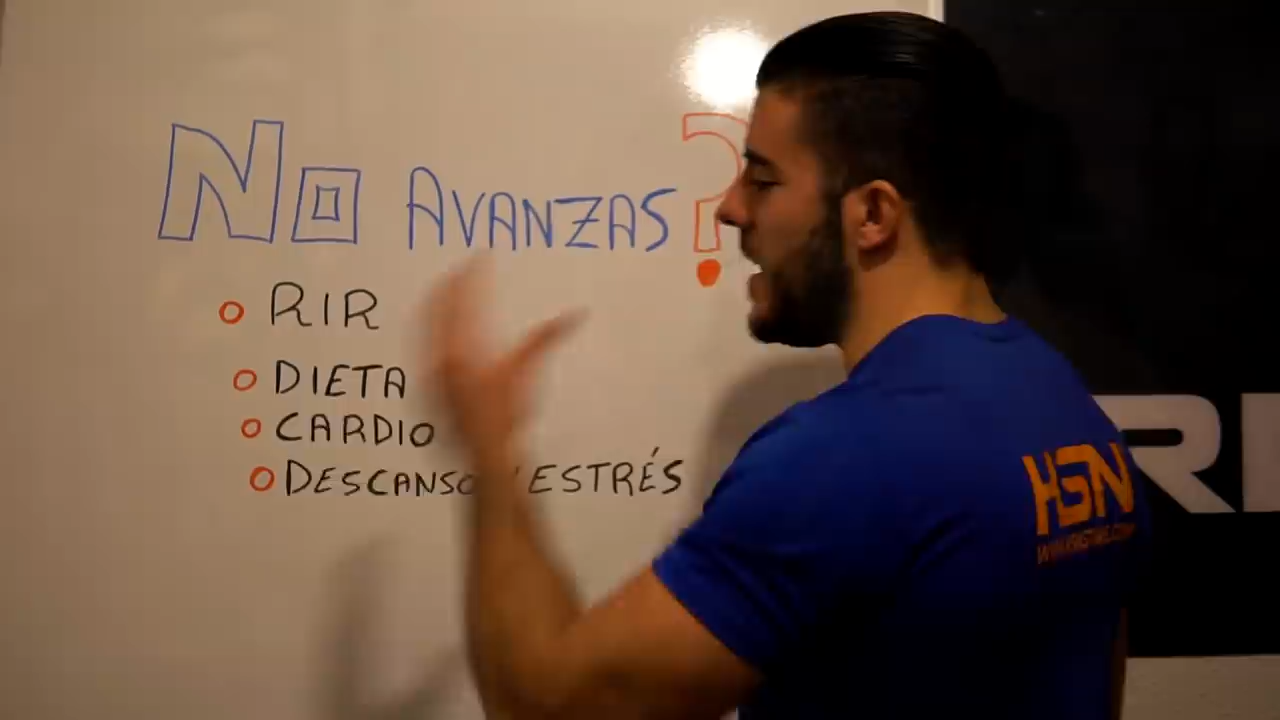 No AVANZAS?
RIR
DIETA
CARDIO
DESCANSO/ESTRÉS
HSN